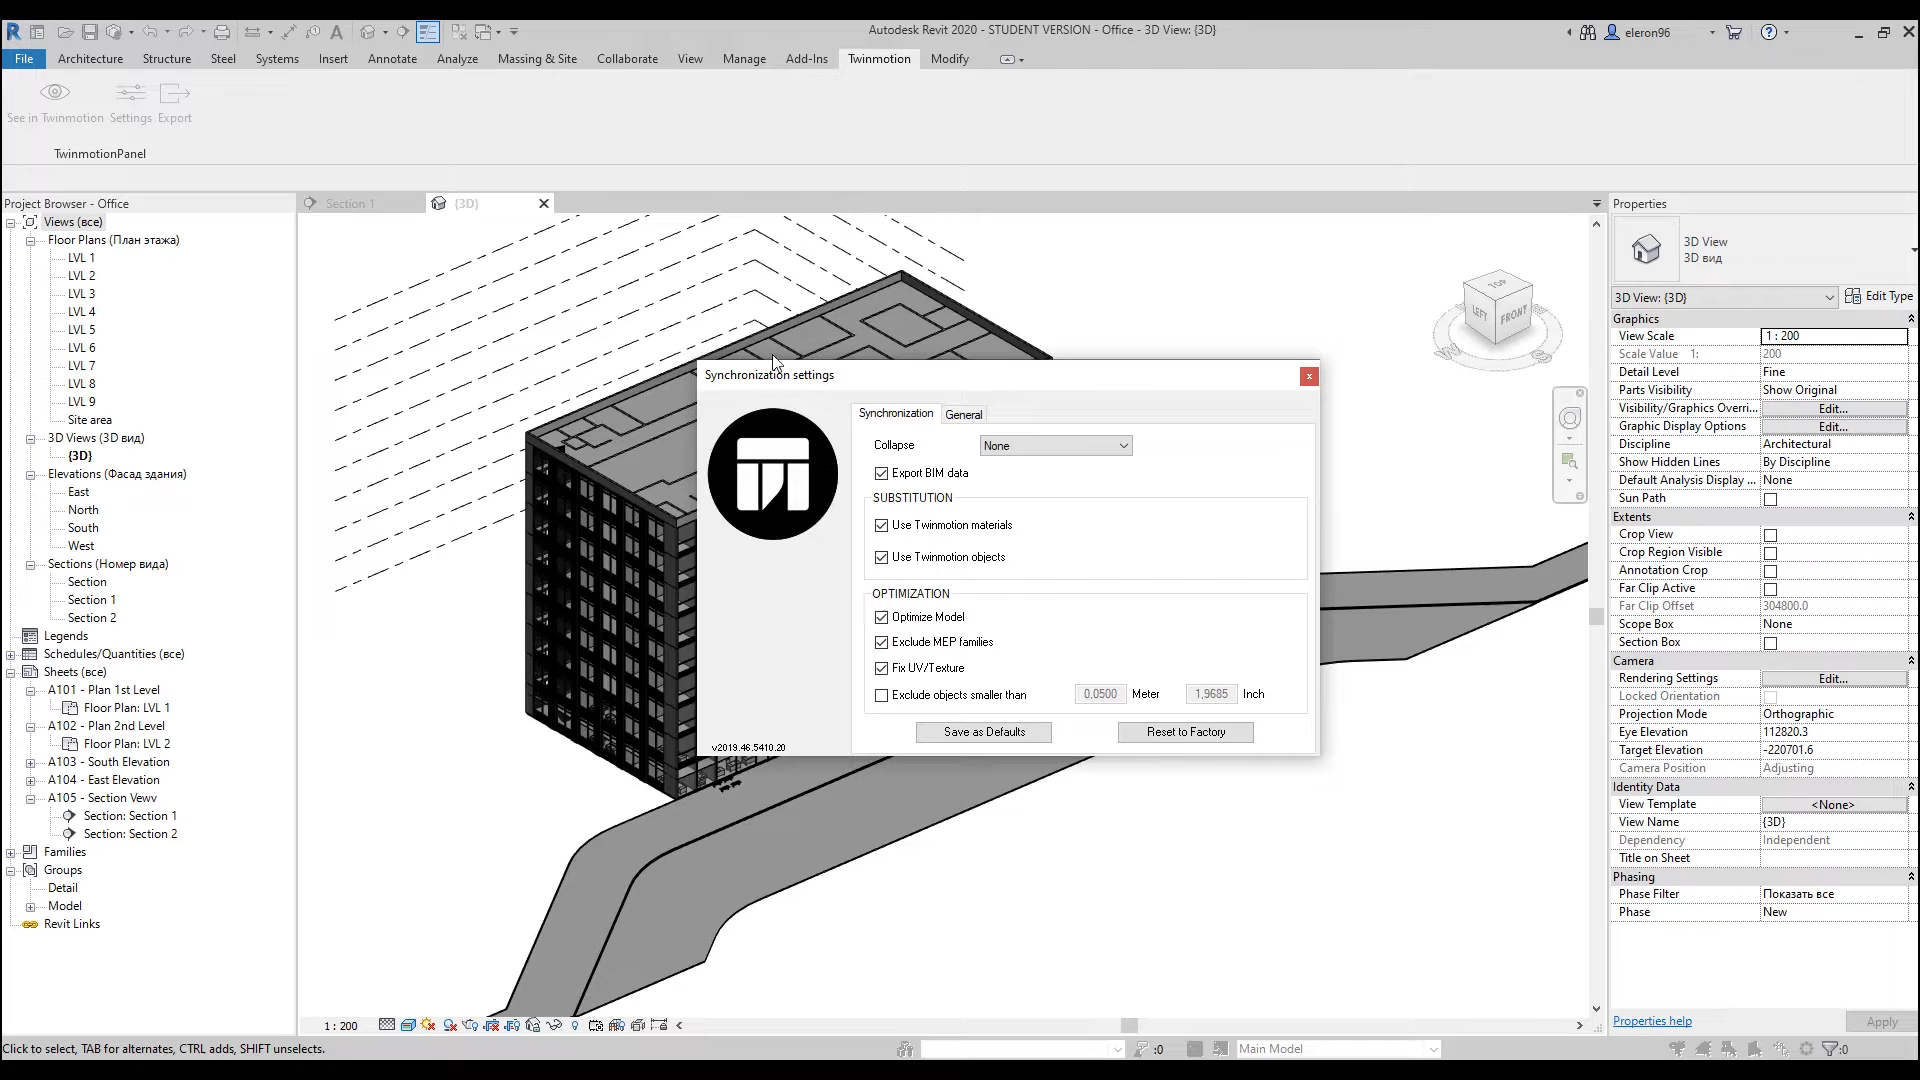 Autodesk Revit 2020 - STUDENT VERSION - Office - 3D View: {3D}
eleron96
File Architecture Structure Steel Systems Insert Annotate Analyze Massing & Site Collaborate View Manage Add-Ins Twinmotion Modify
See in Twinmotion Settings Export
TwinmotionPanel
Project Browser - Office
Views (все)
Floor Plans (План этажа)
LVL 1
LVL 2
LVL 3
LVL 4
LVL 5
LVL 6
LVL 7
LVL 8
LVL 9
Site area
3D Views (3D вид)
{3D}
Elevations (Фасад здания)
East
North
South
West
Sections (Номер вида)
Section
Section 1
Section 2
Legends
Schedules/Quantities (все)
Sheets (все)
A101 - Plan 1st Level
Floor Plan: LVL 1
A102 - Plan 2nd Level
Floor Plan: LVL 2
A103 - South Elevation
A104 - East Elevation
A105 - Section Vewv
Section: Section 1
Section: Section 2
Families
Groups
Detail
Model
Revit Links
Section 1 {3D}
TOP
LEFT FRONT
W S
Synchronization settings
Synchronization General
Collapse None
Export BIM data
SUBSTITUTION
Use Twinmotion materials
Use Twinmotion objects
OPTIMIZATION
Optimize Model
Exclude MEP families
Fix UV/Texture
Exclude objects smaller than 0,0500 Meter 1,9685 Inch
Save as Defaults Reset to Factory
v2019.46.5410.20
Properties
3D View
3D вид
3D View: {3D} Edit Type
Graphics
View Scale 1 : 200
Scale Value 1: 200
Detail Level Fine
Parts Visibility Show Original
Visibility/Graphics Overri... Edit...
Graphic Display Options Edit...
Discipline Architectural
Show Hidden Lines By Discipline
Default Analysis Display ... None
Sun Path
Extents
Crop View
Crop Region Visible
Annotation Crop
Far Clip Active
Far Clip Offset 304800.0
Scope Box None
Section Box
Camera
Rendering Settings Edit...
Locked Orientation
Projection Mode Orthographic
Eye Elevation 112820.3
Target Elevation -220701.6
Camera Position Adjusting
Identity Data
View Template <None>
View Name {3D}
Dependency Independent
Title on Sheet
Phasing
Phase Filter Показать все
Phase New
Properties help Apply
1 : 200
Click to select, TAB for alternates, CTRL adds, SHIFT unselects.
:0 Main Model :0